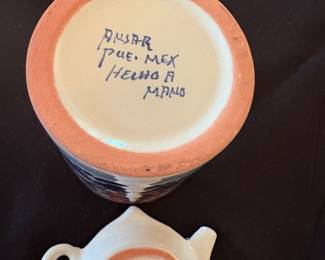 ANSAR
PUE. MEX
HECHO A
MANO